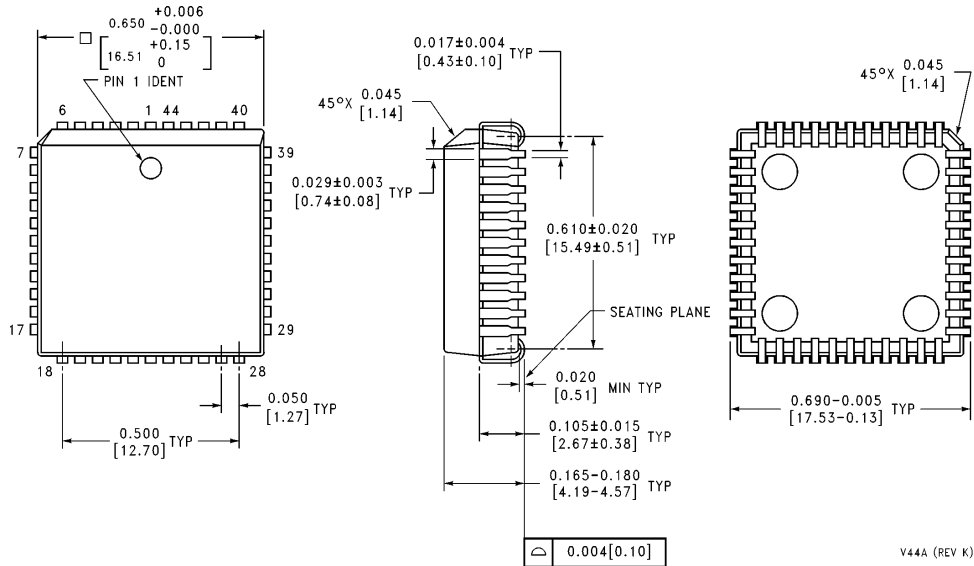 +0.006
0.650 -0.000
+0.15
16.51 0
PIN 1 IDENT
6 1 44 40
7 39
17 29
18 28
0.050
[1.27] TYP
0.500
[12.70] TYP
0.017±0.004
[0.43±0.10] TYP
45°X 0.045
[1.14]
0.029±0.003
[0.74±0.08] TYP
0.610±0.020
[15.49±0.51] TYP
SEATING PLANE
0.020
[0.51] MIN TYP
0.105±0.015
[2.67±0.38] TYP
0.165-0.180
[4.19-4.57] TYP
0.004[0.10]
45°X 0.045
[1.14]
0.690-0.005
[17.53-0.13] TYP
V44A (REV K)